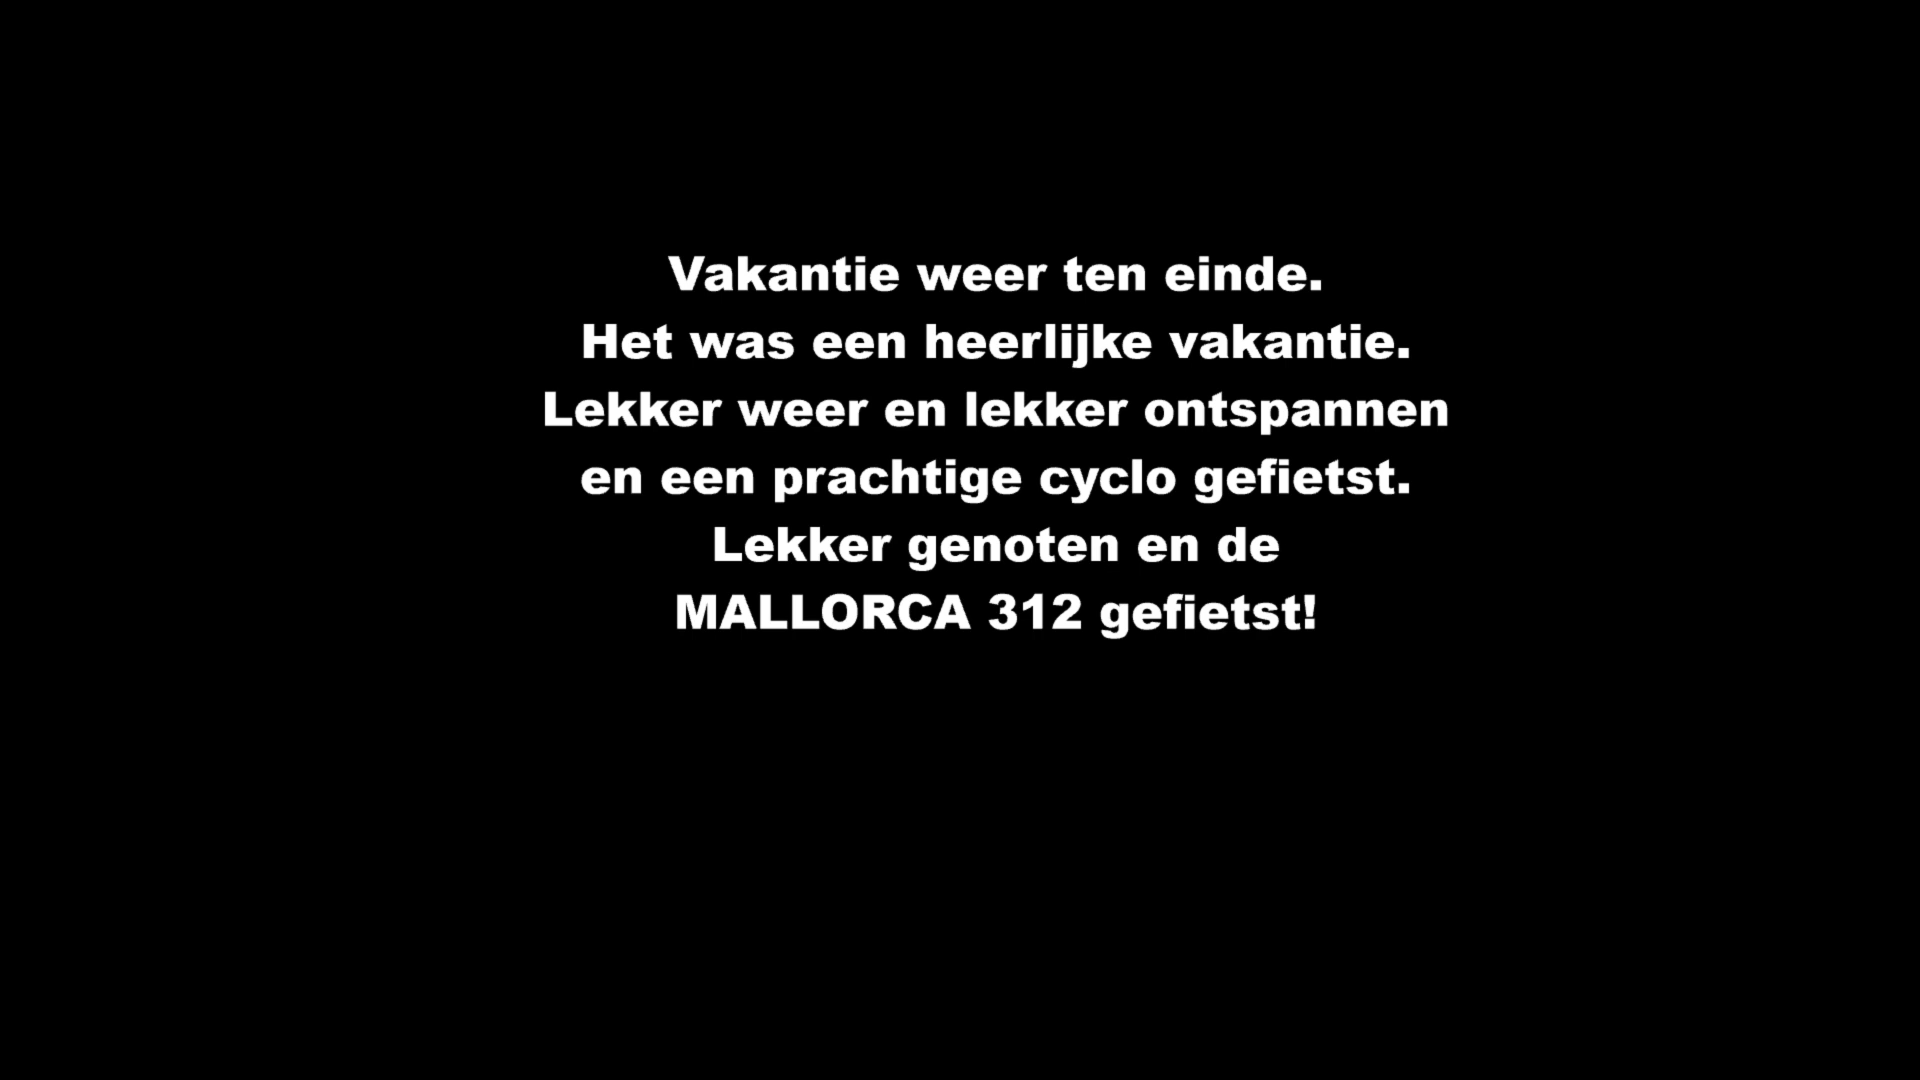 Vakantie weer ten einde.
Het was een heerlijke vakantie.
Lekker weer en lekker ontspannen
en een prachtige cyclo gefietst.
Lekker genoten en de
MALLORCA 312 gefietst!